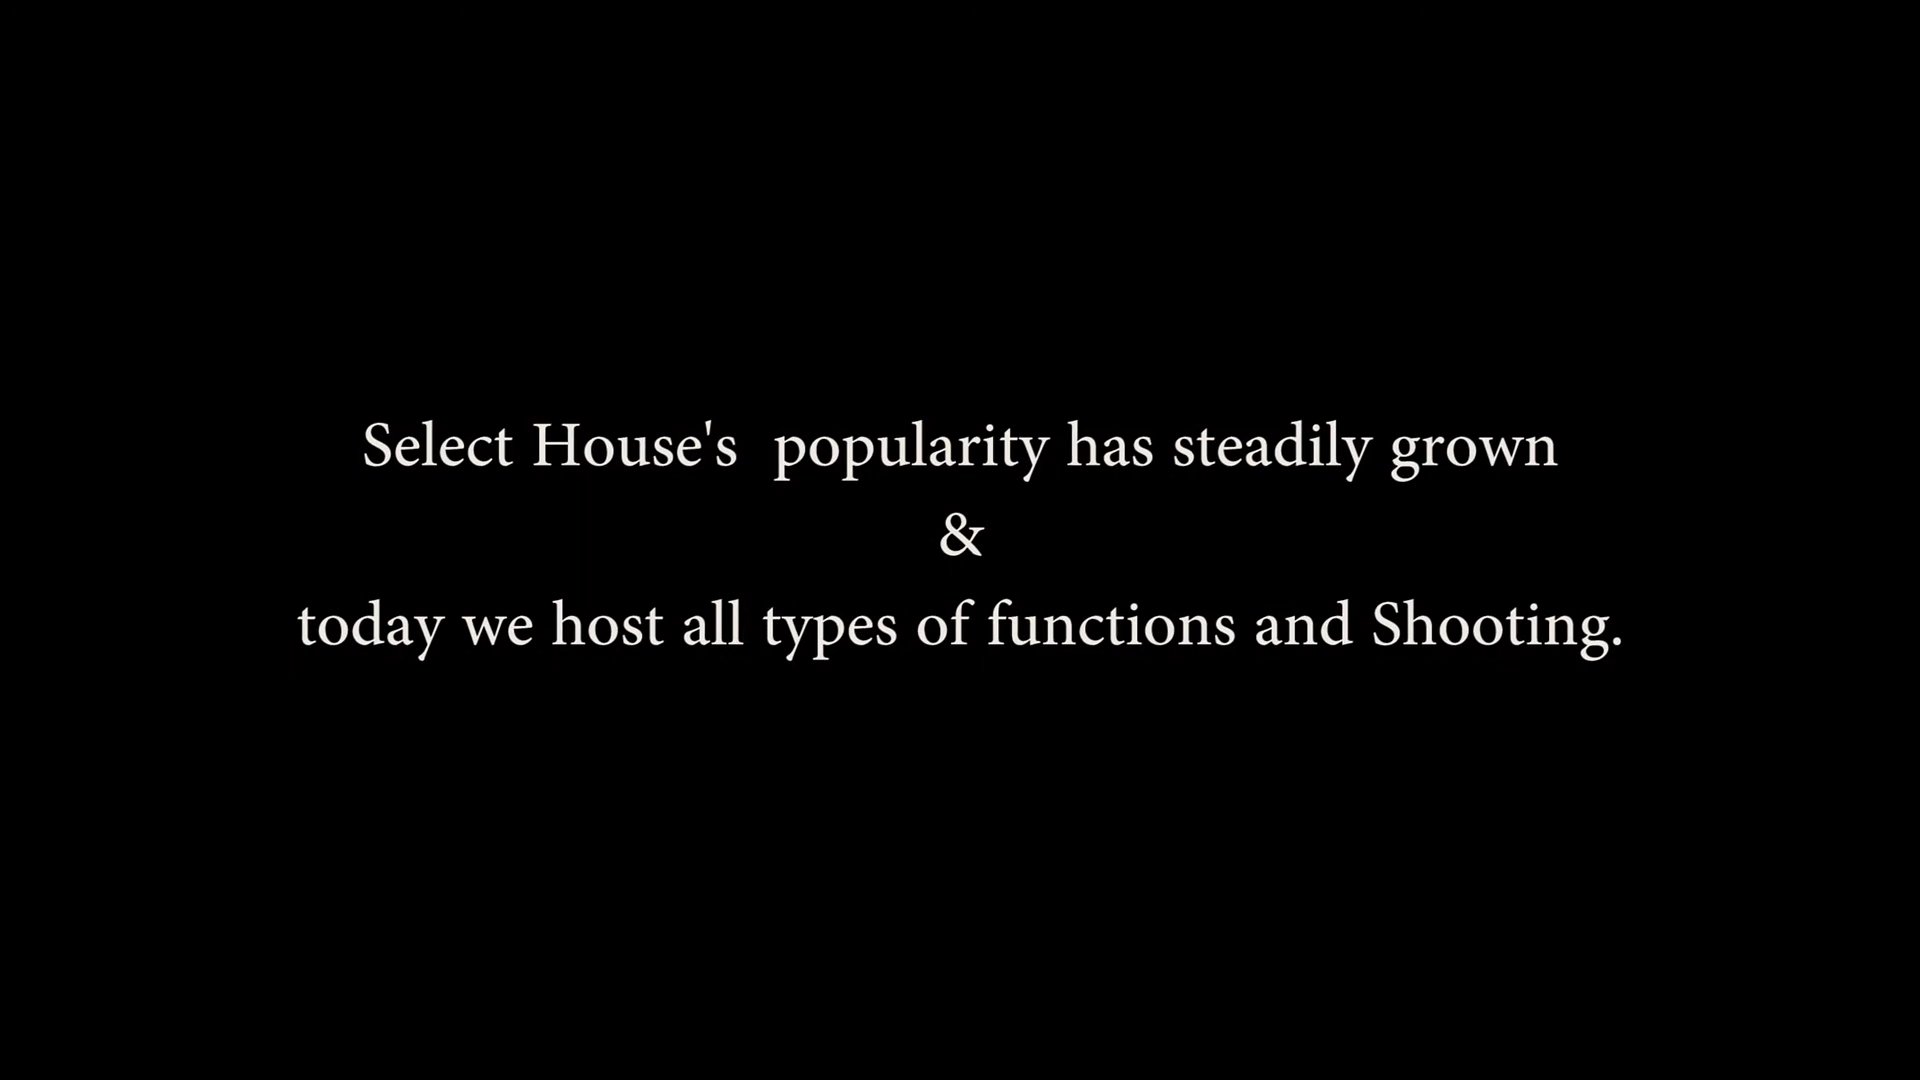 Select House's  popularity has steadily grown
&
today we host all types of functions and Shooting.